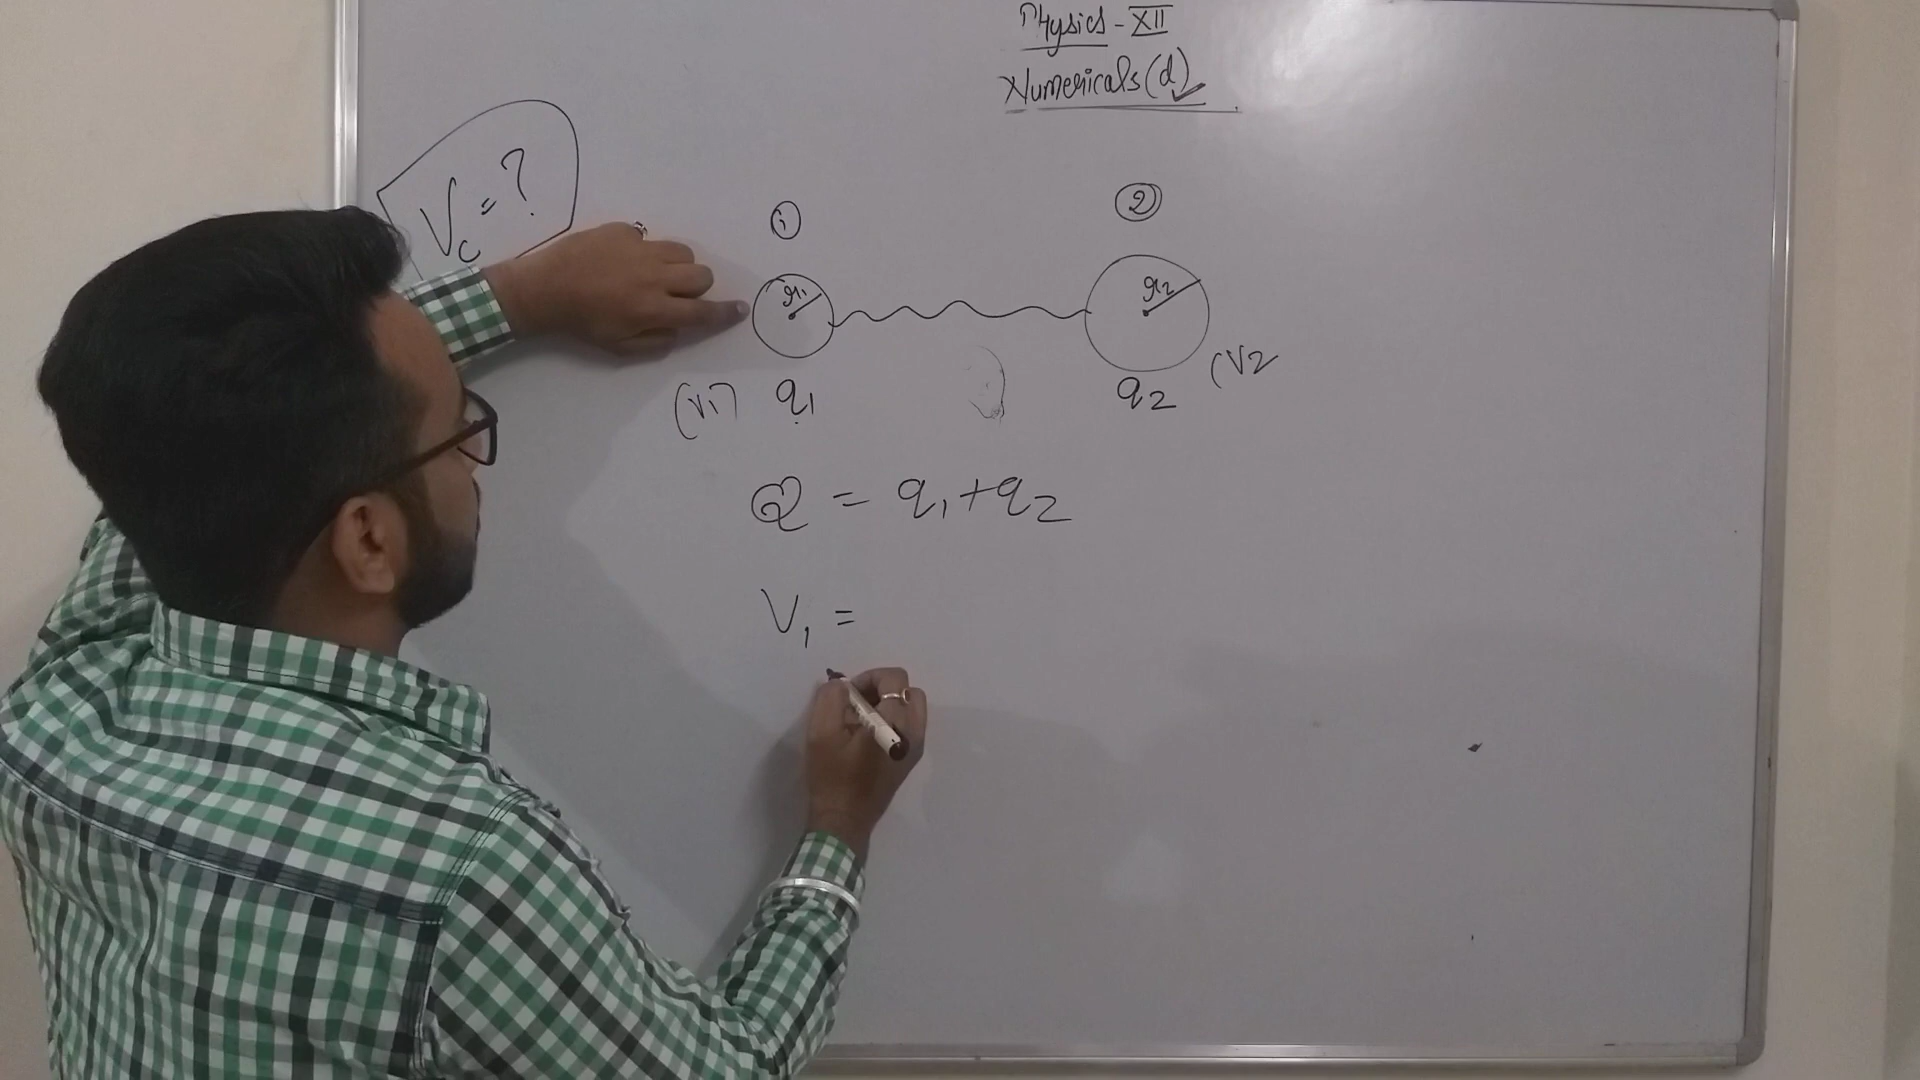 Physics - XII
Numericals (d)
Vc = ?
1
2
r1
r2
(V1) q1
q2 (V2
Q = q1 + q2
V1 =